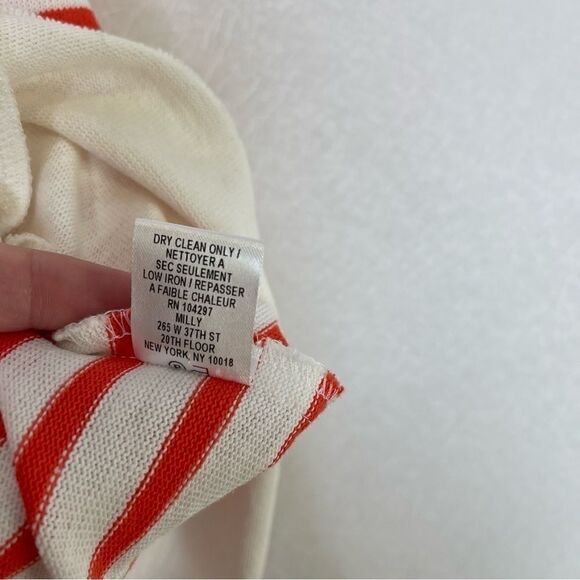 DRY CLEAN ONLY /
NETTOYER A
SEC SEULEMENT
LOW IRON / REPASSER
A FAIBLE CHALEUR
RN 104297
MILLY
265 W 37TH ST
20TH FLOOR
NEW YORK, NY 10018